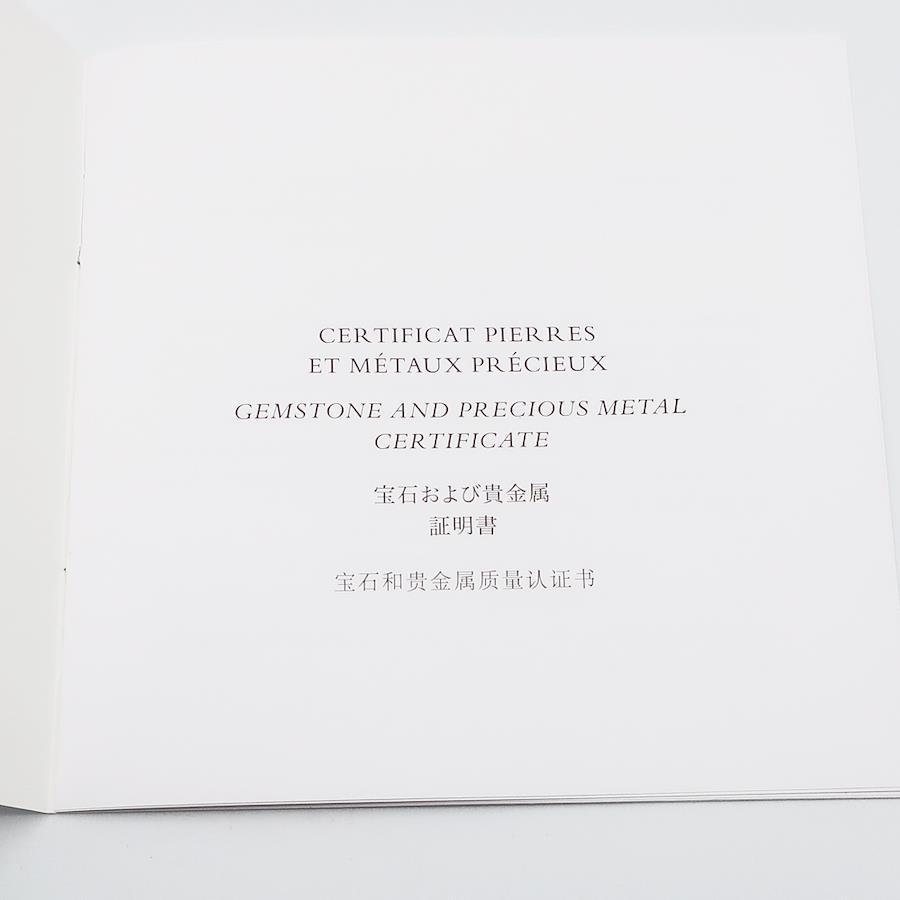 CERTIFICAT PIERRES
ET MÉTAUX PRÉCIEUX
GEMSTONE AND PRECIOUS METAL
CERTIFICATE
宝石および貴金属
証明書
宝石和贵金属质量认证书